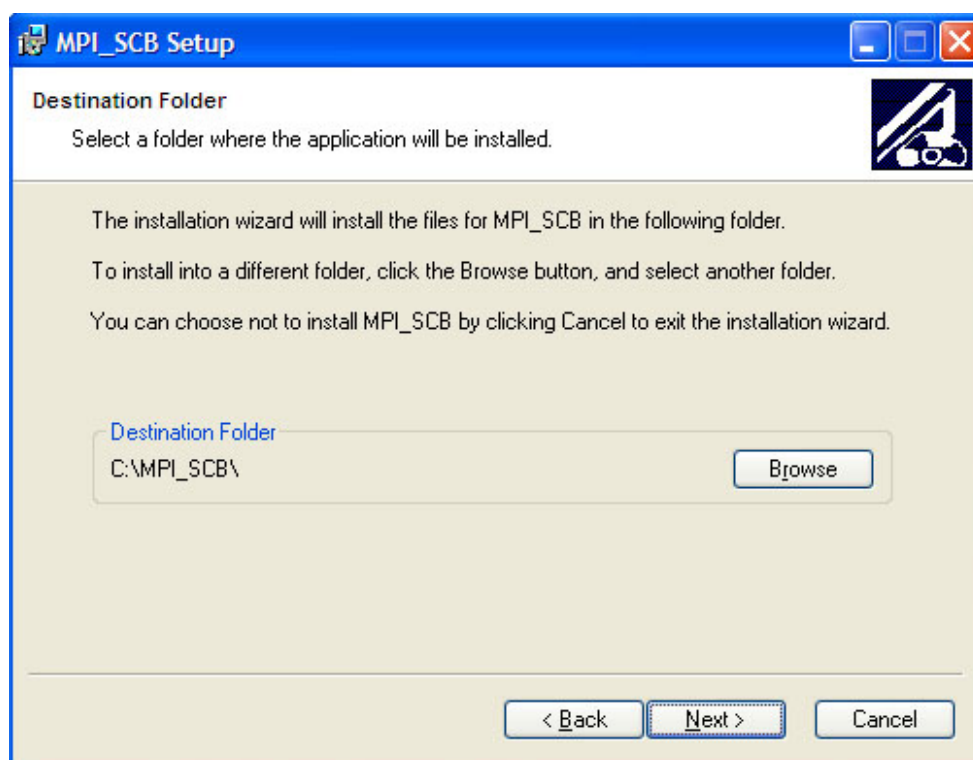 MPI_SCB Setup
Destination Folder
Select a folder where the application will be installed.
The installation wizard will install the files for MPI_SCB in the following folder.
To install into a different folder, click the Browse button, and select another folder.
You can choose not to install MPI_SCB by clicking Cancel to exit the installation wizard.
Destination Folder
C:\MPI_SCB\
Browse
< Back
Next >
Cancel